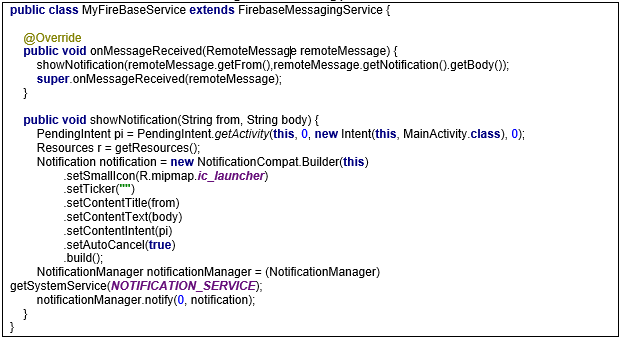 public class MyFireBaseService extends FirebaseMessagingService {
@Override
public void onMessageReceived(RemoteMessage remoteMessage) {
showNotification(remoteMessage.getFrom(),remoteMessage.getNotification().getBody());
super.onMessageReceived(remoteMessage);
}
public void showNotification(String from, String body) {
PendingIntent pi = PendingIntent.getActivity(this, 0, new Intent(this, MainActivity.class), 0);
Resources r = getResources();
Notification notification = new NotificationCompat.Builder(this)
.setSmallIcon(R.mipmap.ic_launcher)
.setTicker("")
.setContentTitle(from)
.setContentText(body)
.setContentIntent(pi)
.setAutoCancel(true)
.build();
NotificationManager notificationManager = (NotificationManager)
getSystemService(NOTIFICATION_SERVICE);
notificationManager.notify(0, notification);
}
}